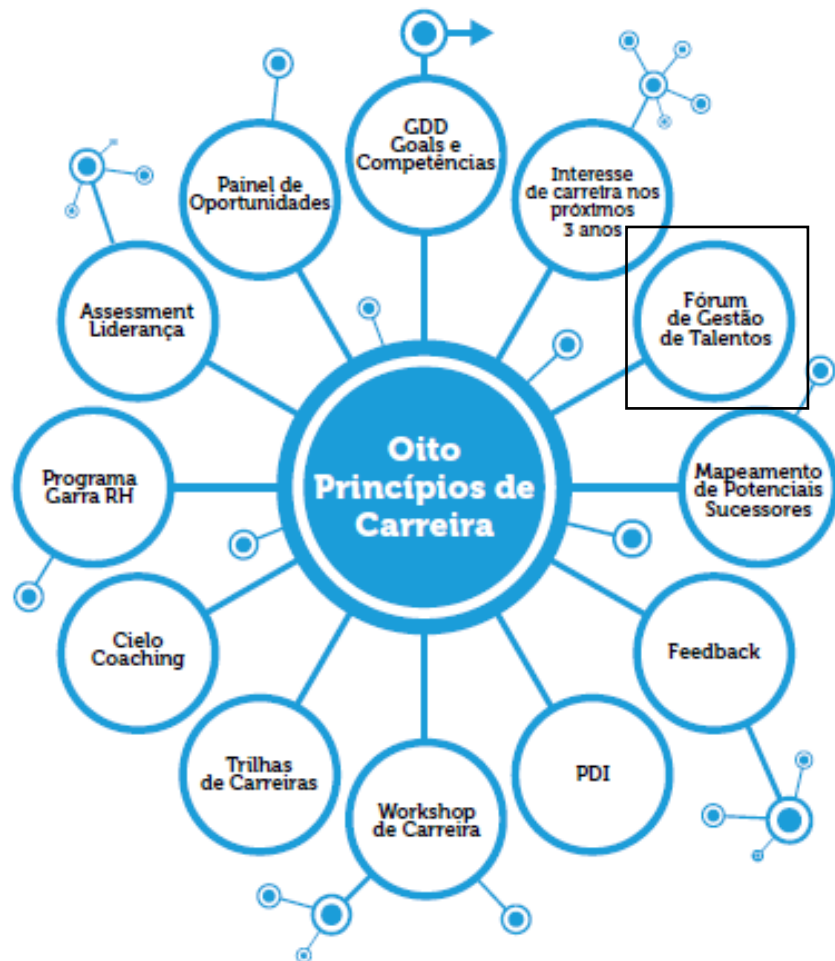 GDD
Goals e
Competências
Interesse
de carreira nos
próximos
3 anos
Fórum
de Gestão
de Talentos
Mapeamento
de Potenciais
Sucessores
Feedback
PDI
Workshop
de Carreira
Trilhas
de Carreiras
Cielo
Coaching
Programa
Garra RH
Assessment
Liderança
Painel de
Oportunidades
Oito
Princípios de
Carreira